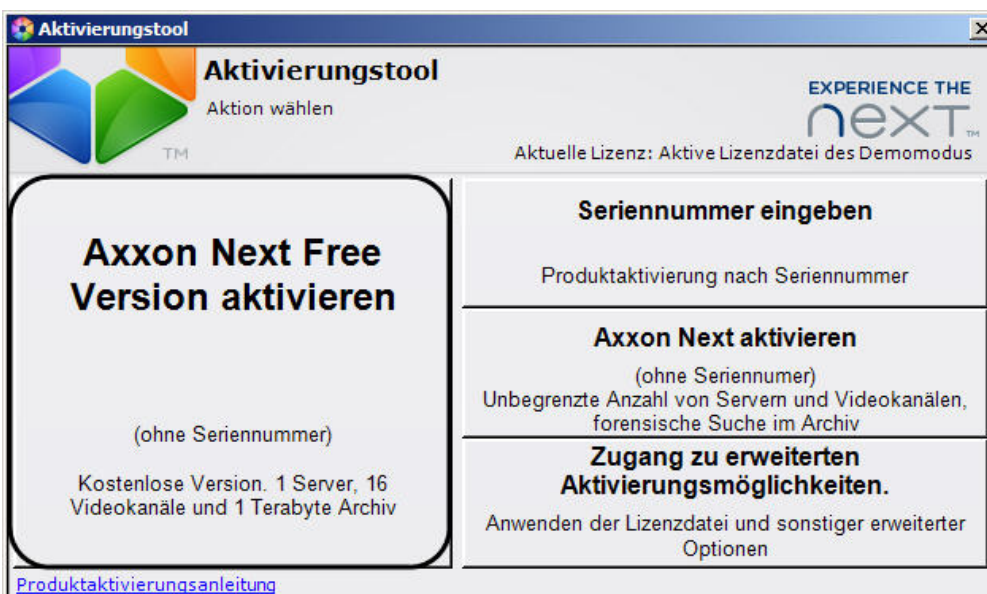 Aktivierungstool
Aktivierungstool
Aktion wählen
EXPERIENCE THE
next™
TM
Aktuelle Lizenz: Aktive Lizenzdatei des Demomodus
Axxon Next Free
Version aktivieren
(ohne Seriennummer)
Kostenlose Version. 1 Server, 16
Videokanäle und 1 Terabyte Archiv
Seriennummer eingeben
Produktaktivierung nach Seriennummer
Axxon Next aktivieren
(ohne Seriennumer)
Unbegrenzte Anzahl von Servern und Videokanälen,
forensische Suche im Archiv
Zugang zu erweiterten
Aktivierungsmöglichkeiten.
Anwenden der Lizenzdatei und sonstiger erweiterter
Optionen
Produktaktivierungsanleitung